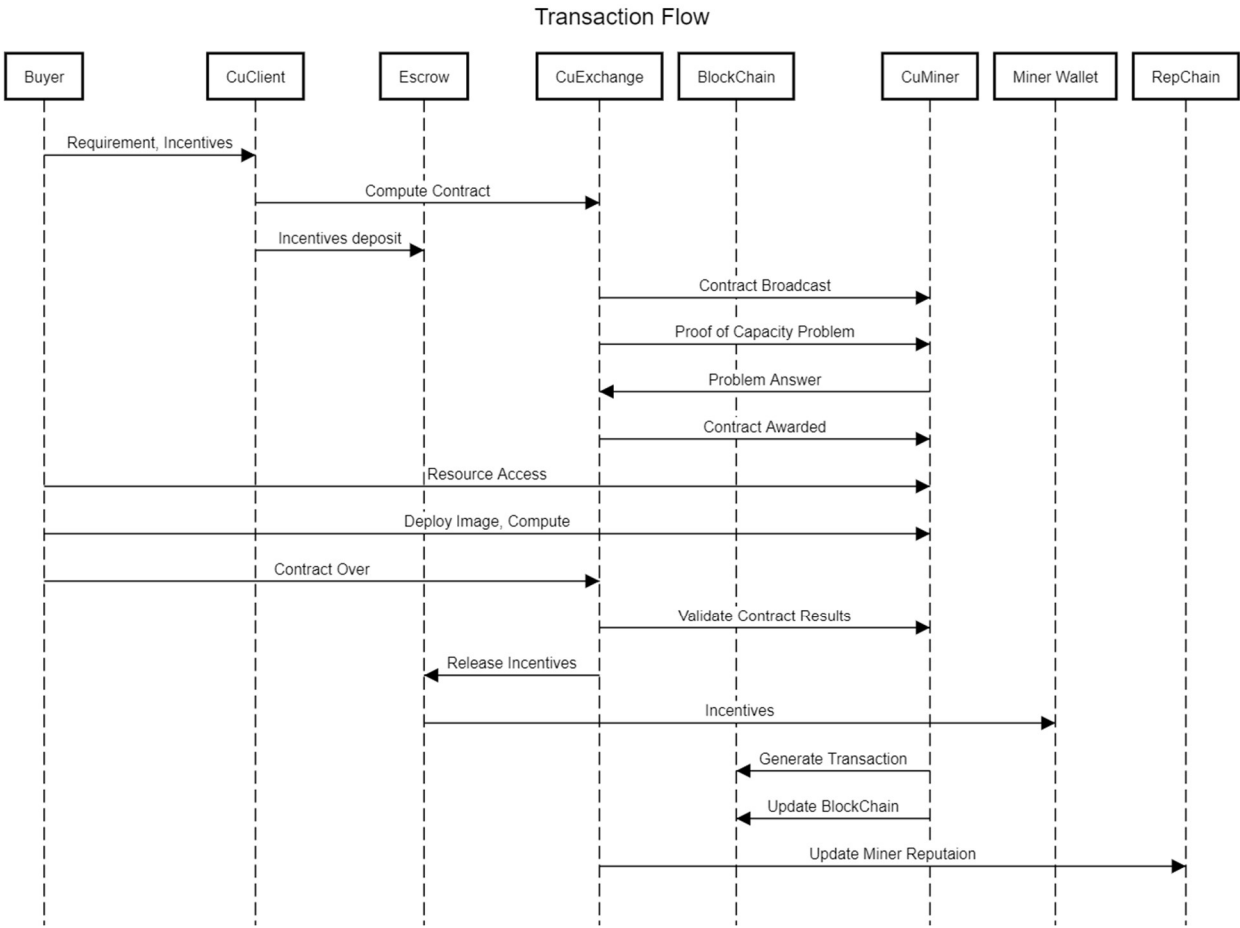 Transaction Flow
Buyer
CuClient
Escrow
CuExchange
BlockChain
CuMiner
Miner Wallet
RepChain
Requirement, Incentives
Compute Contract
Incentives deposit
Contract Broadcast
Proof of Capacity Problem
Problem Answer
Contract Awarded
Resource Access
Deploy Image, Compute
Contract Over
Validate Contract Results
Release Incentives
Incentives
Generate Transaction
Update BlockChain
Update Miner Reputaion